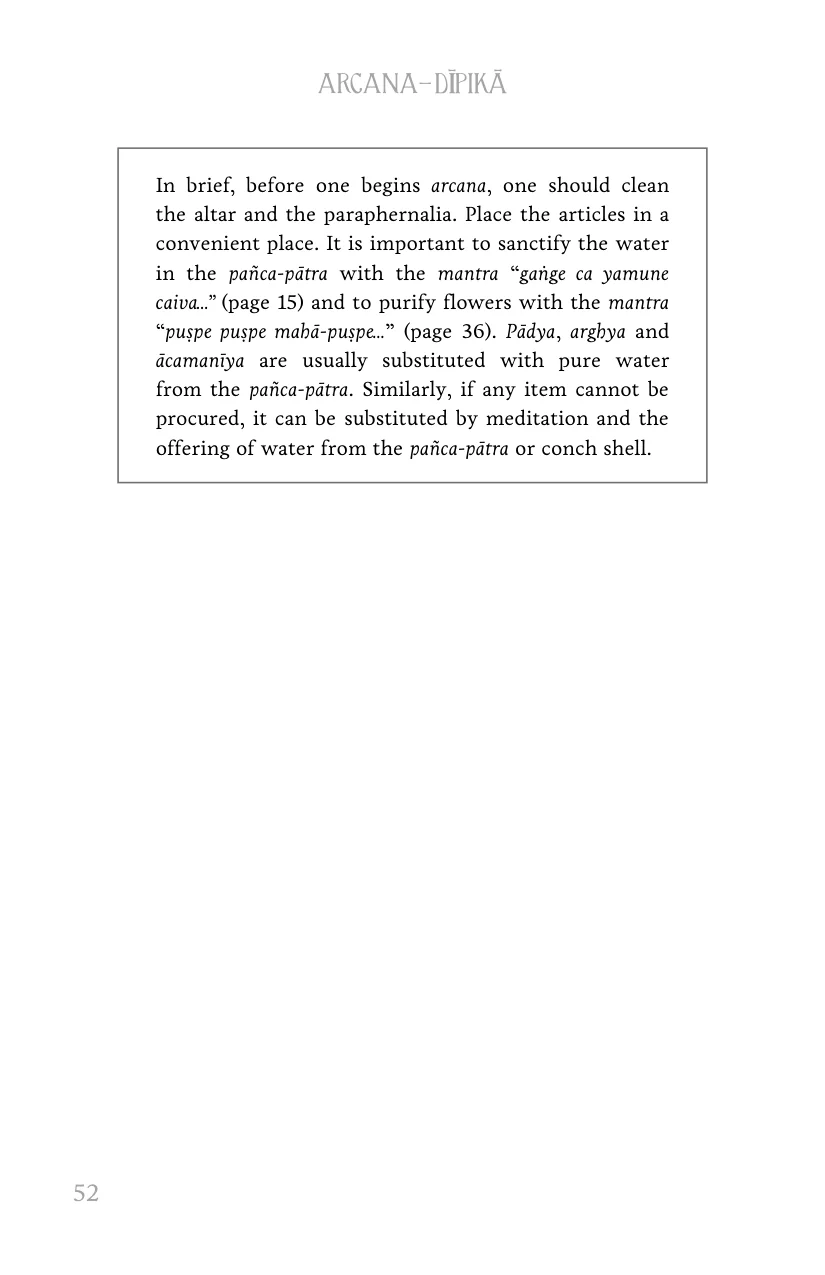 ARCANA–DĪPIKĀ
In brief, before one begins arcana, one should clean
the altar and the paraphernalia. Place the articles in a
convenient place. It is important to sanctify the water
in the pañca-pātra with the mantra “gaṅge ca yamune
caiva...” (page 15) and to purify flowers with the mantra
“puṣpe puṣpe mahā-puṣpe...” (page 36). Pādya, arghya and
ācamanīya are usually substituted with pure water
from the pañca-pātra. Similarly, if any item cannot be
procured, it can be substituted by meditation and the
offering of water from the pañca-pātra or conch shell.
52